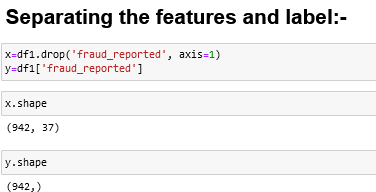 Separating the features and label:-
x=df1.drop('fraud_reported', axis=1)
y=df1['fraud_reported']
x.shape
(942, 37)
y.shape
(942,)